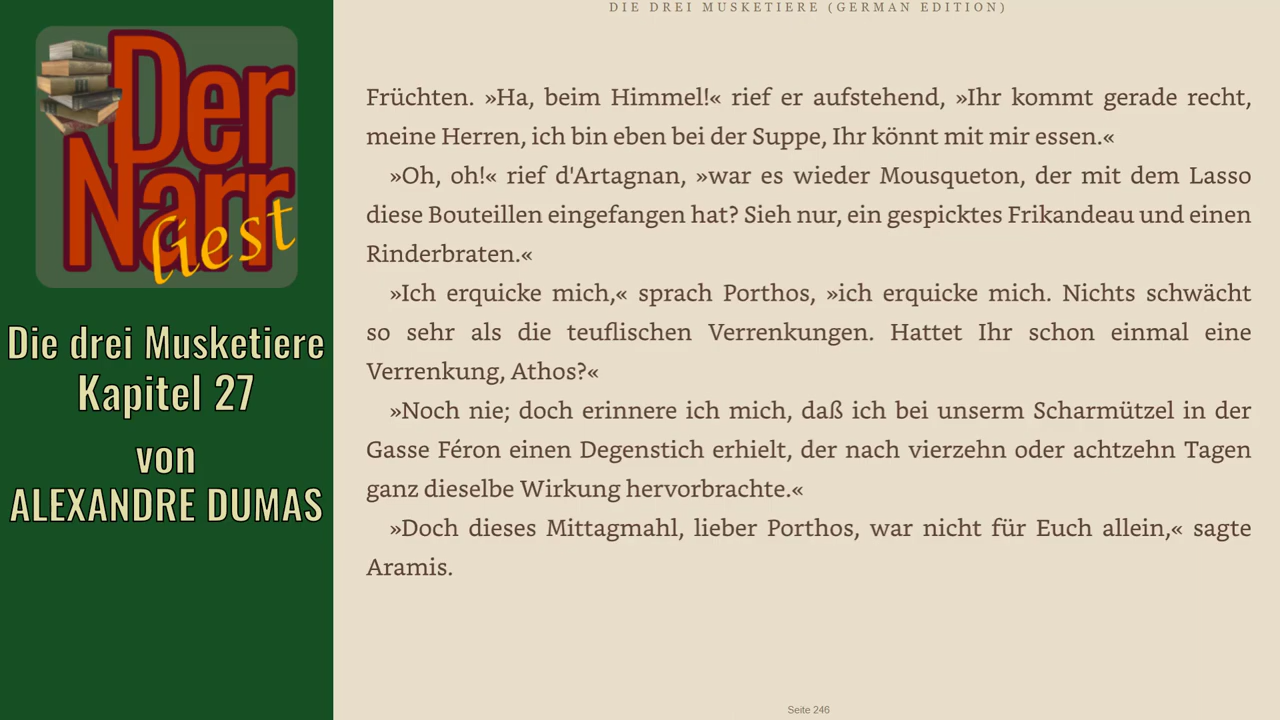 Der
Narr
liest
Die drei Musketiere
Kapitel 27
von
ALEXANDRE DUMAS
DIE DREI MUSKETIERE (GERMAN EDITION)
Früchten. »Ha, beim Himmel!« rief er aufstehend, »Ihr kommt gerade recht,
meine Herren, ich bin eben bei der Suppe, Ihr könnt mit mir essen.«
»Oh, oh!« rief d'Artagnan, »war es wieder Mousqueton, der mit dem Lasso
diese Bouteillen eingefangen hat? Sieh nur, ein gespicktes Frikandeau und einen
Rinderbraten.«
»Ich erquicke mich,« sprach Porthos, »ich erquicke mich. Nichts schwächt
so sehr als die teuflischen Verrenkungen. Hattet Ihr schon einmal eine
Verrenkung, Athos?«
»Noch nie; doch erinnere ich mich, daß ich bei unserm Scharmützel in der
Gasse Féron einen Degenstich erhielt, der nach vierzehn oder achtzehn Tagen
ganz dieselbe Wirkung hervorbrachte.«
»Doch dieses Mittagmahl, lieber Porthos, war nicht für Euch allein,« sagte
Aramis.
Seite 246